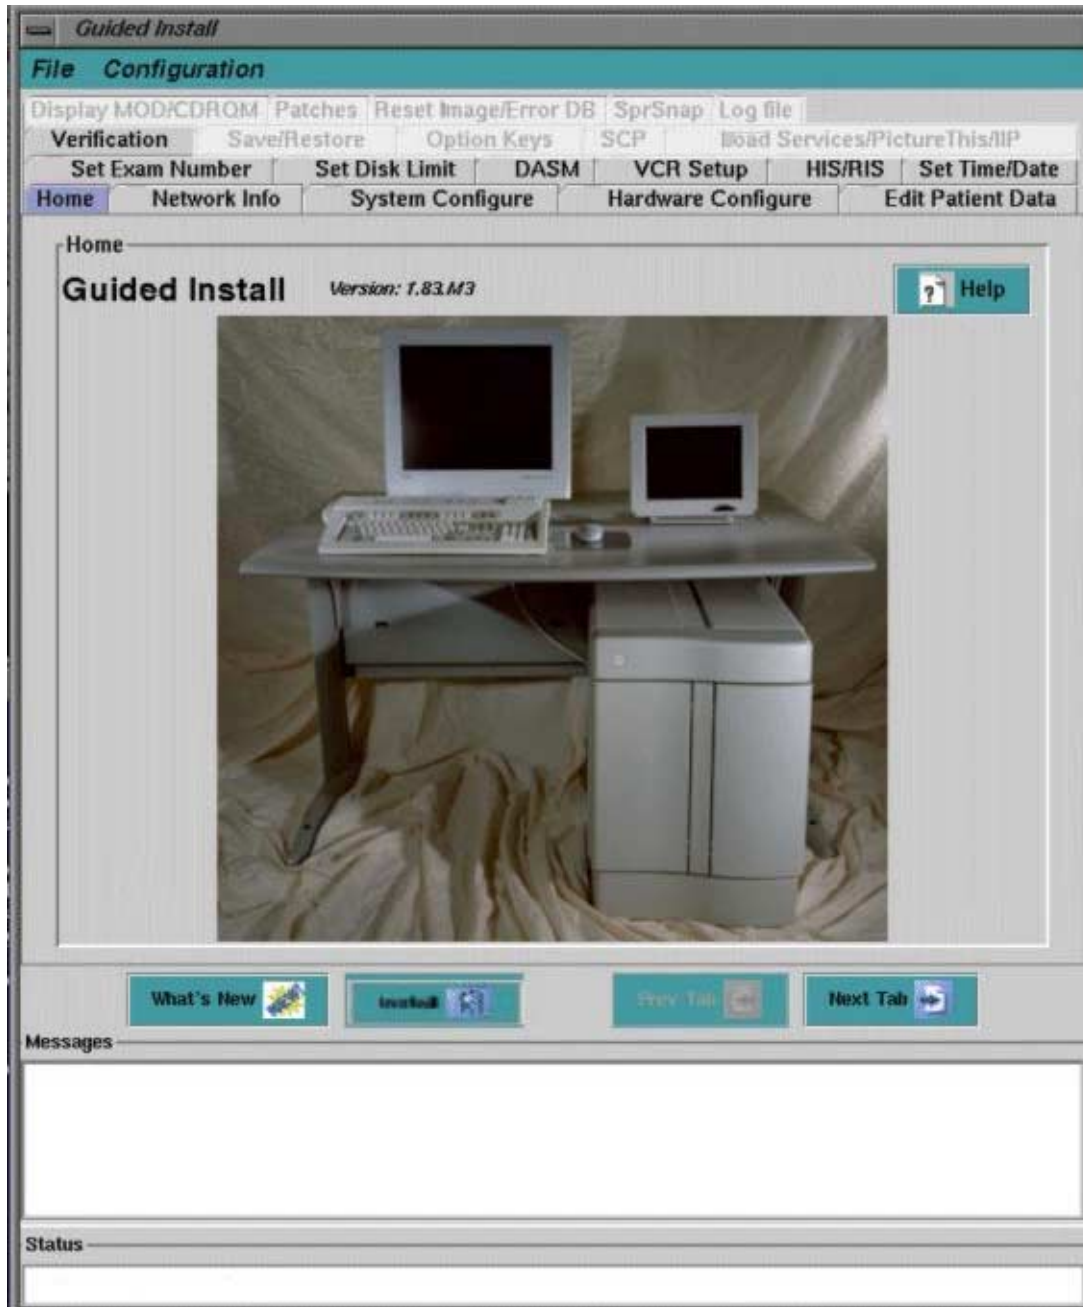 Guided Install
File Configuration
Display MOD/CDROM Patches Reset Image/Error DB SprSnap Log file
Verification Save/Restore Option Keys SCP Services/PictureThis/IIP
Set Exam Number Set Disk Limit DASM VCR Setup HIS/RIS Set Time/Date
Home Network Info System Configure Hardware Configure Edit Patient Data
Home
Guided Install Version: 1.83.M3 Help
What's New Prev Tab Next Tab
Messages
Status